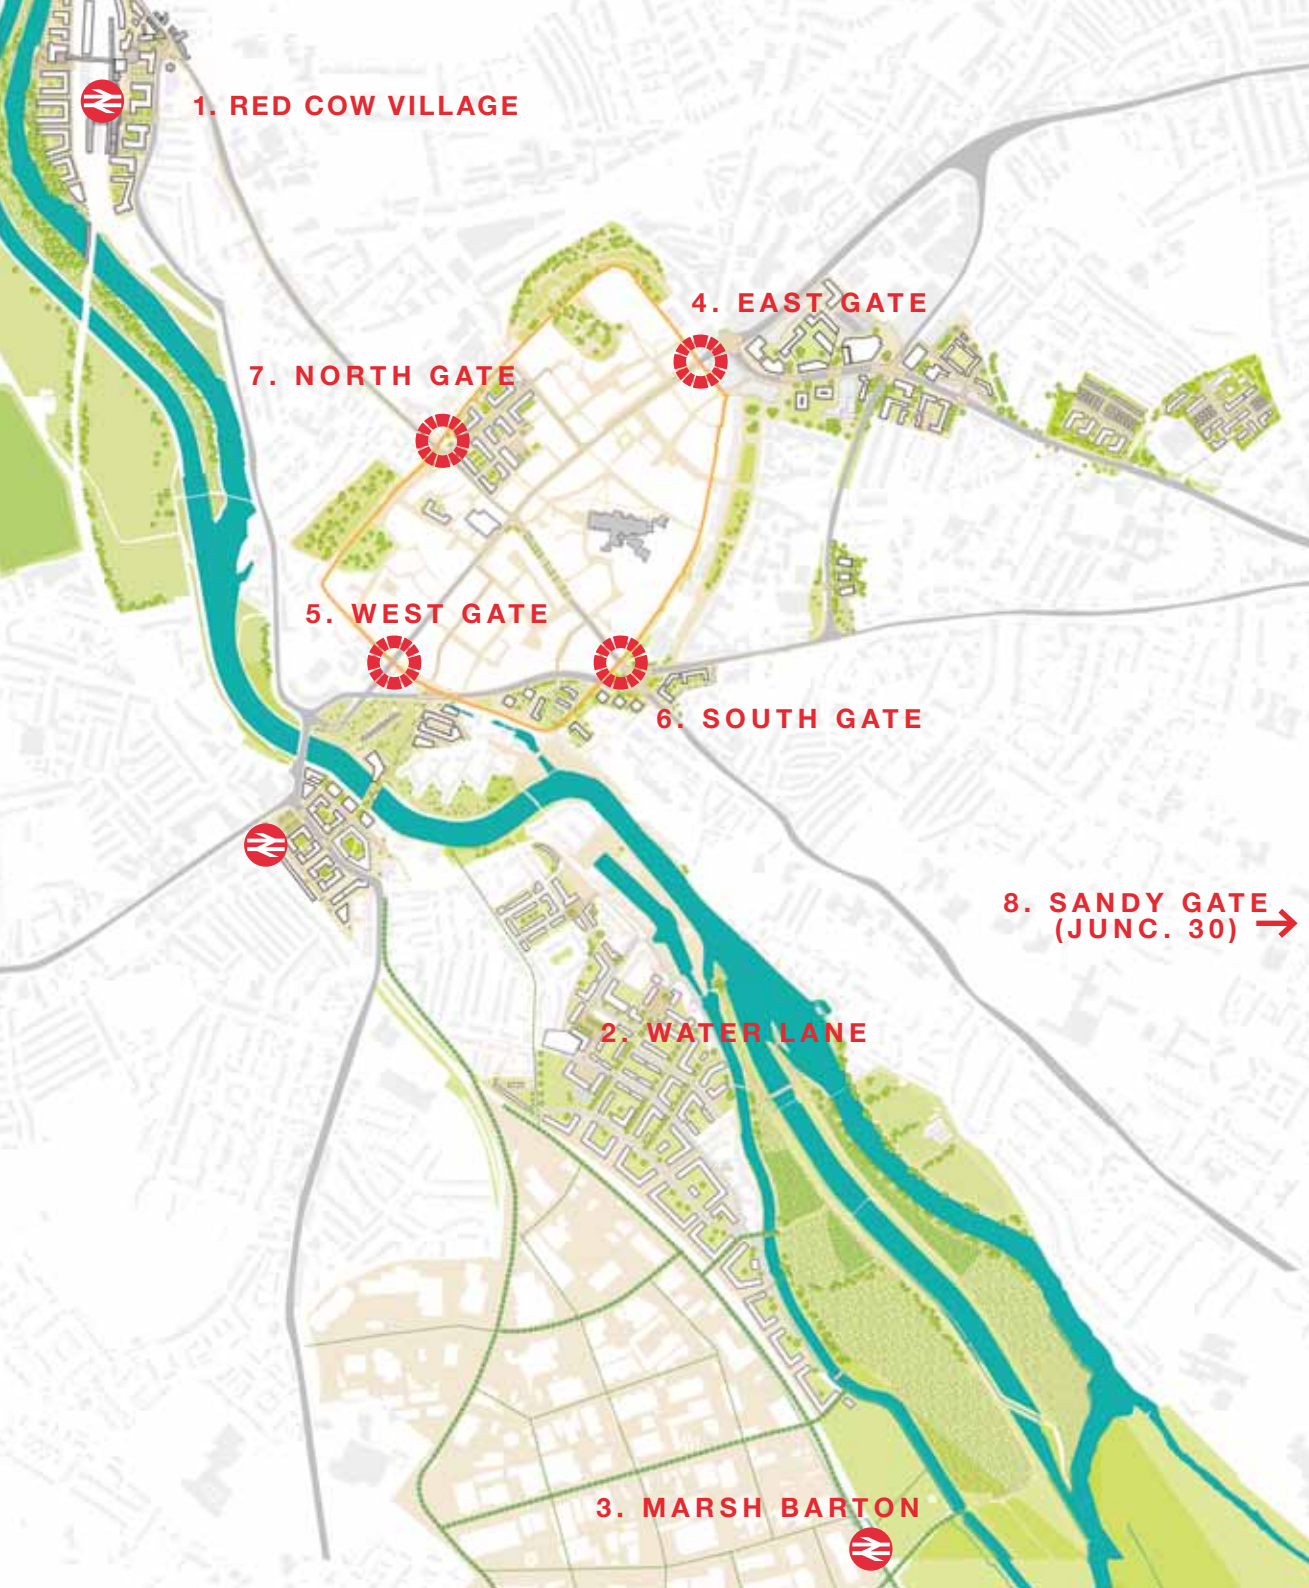 1. RED COW VILLAGE
4. EAST GATE
7. NORTH GATE
5. WEST GATE
6. SOUTH GATE
8. SANDY GATE
(JUNC. 30)
2. WATER LANE
3. MARSH BARTON